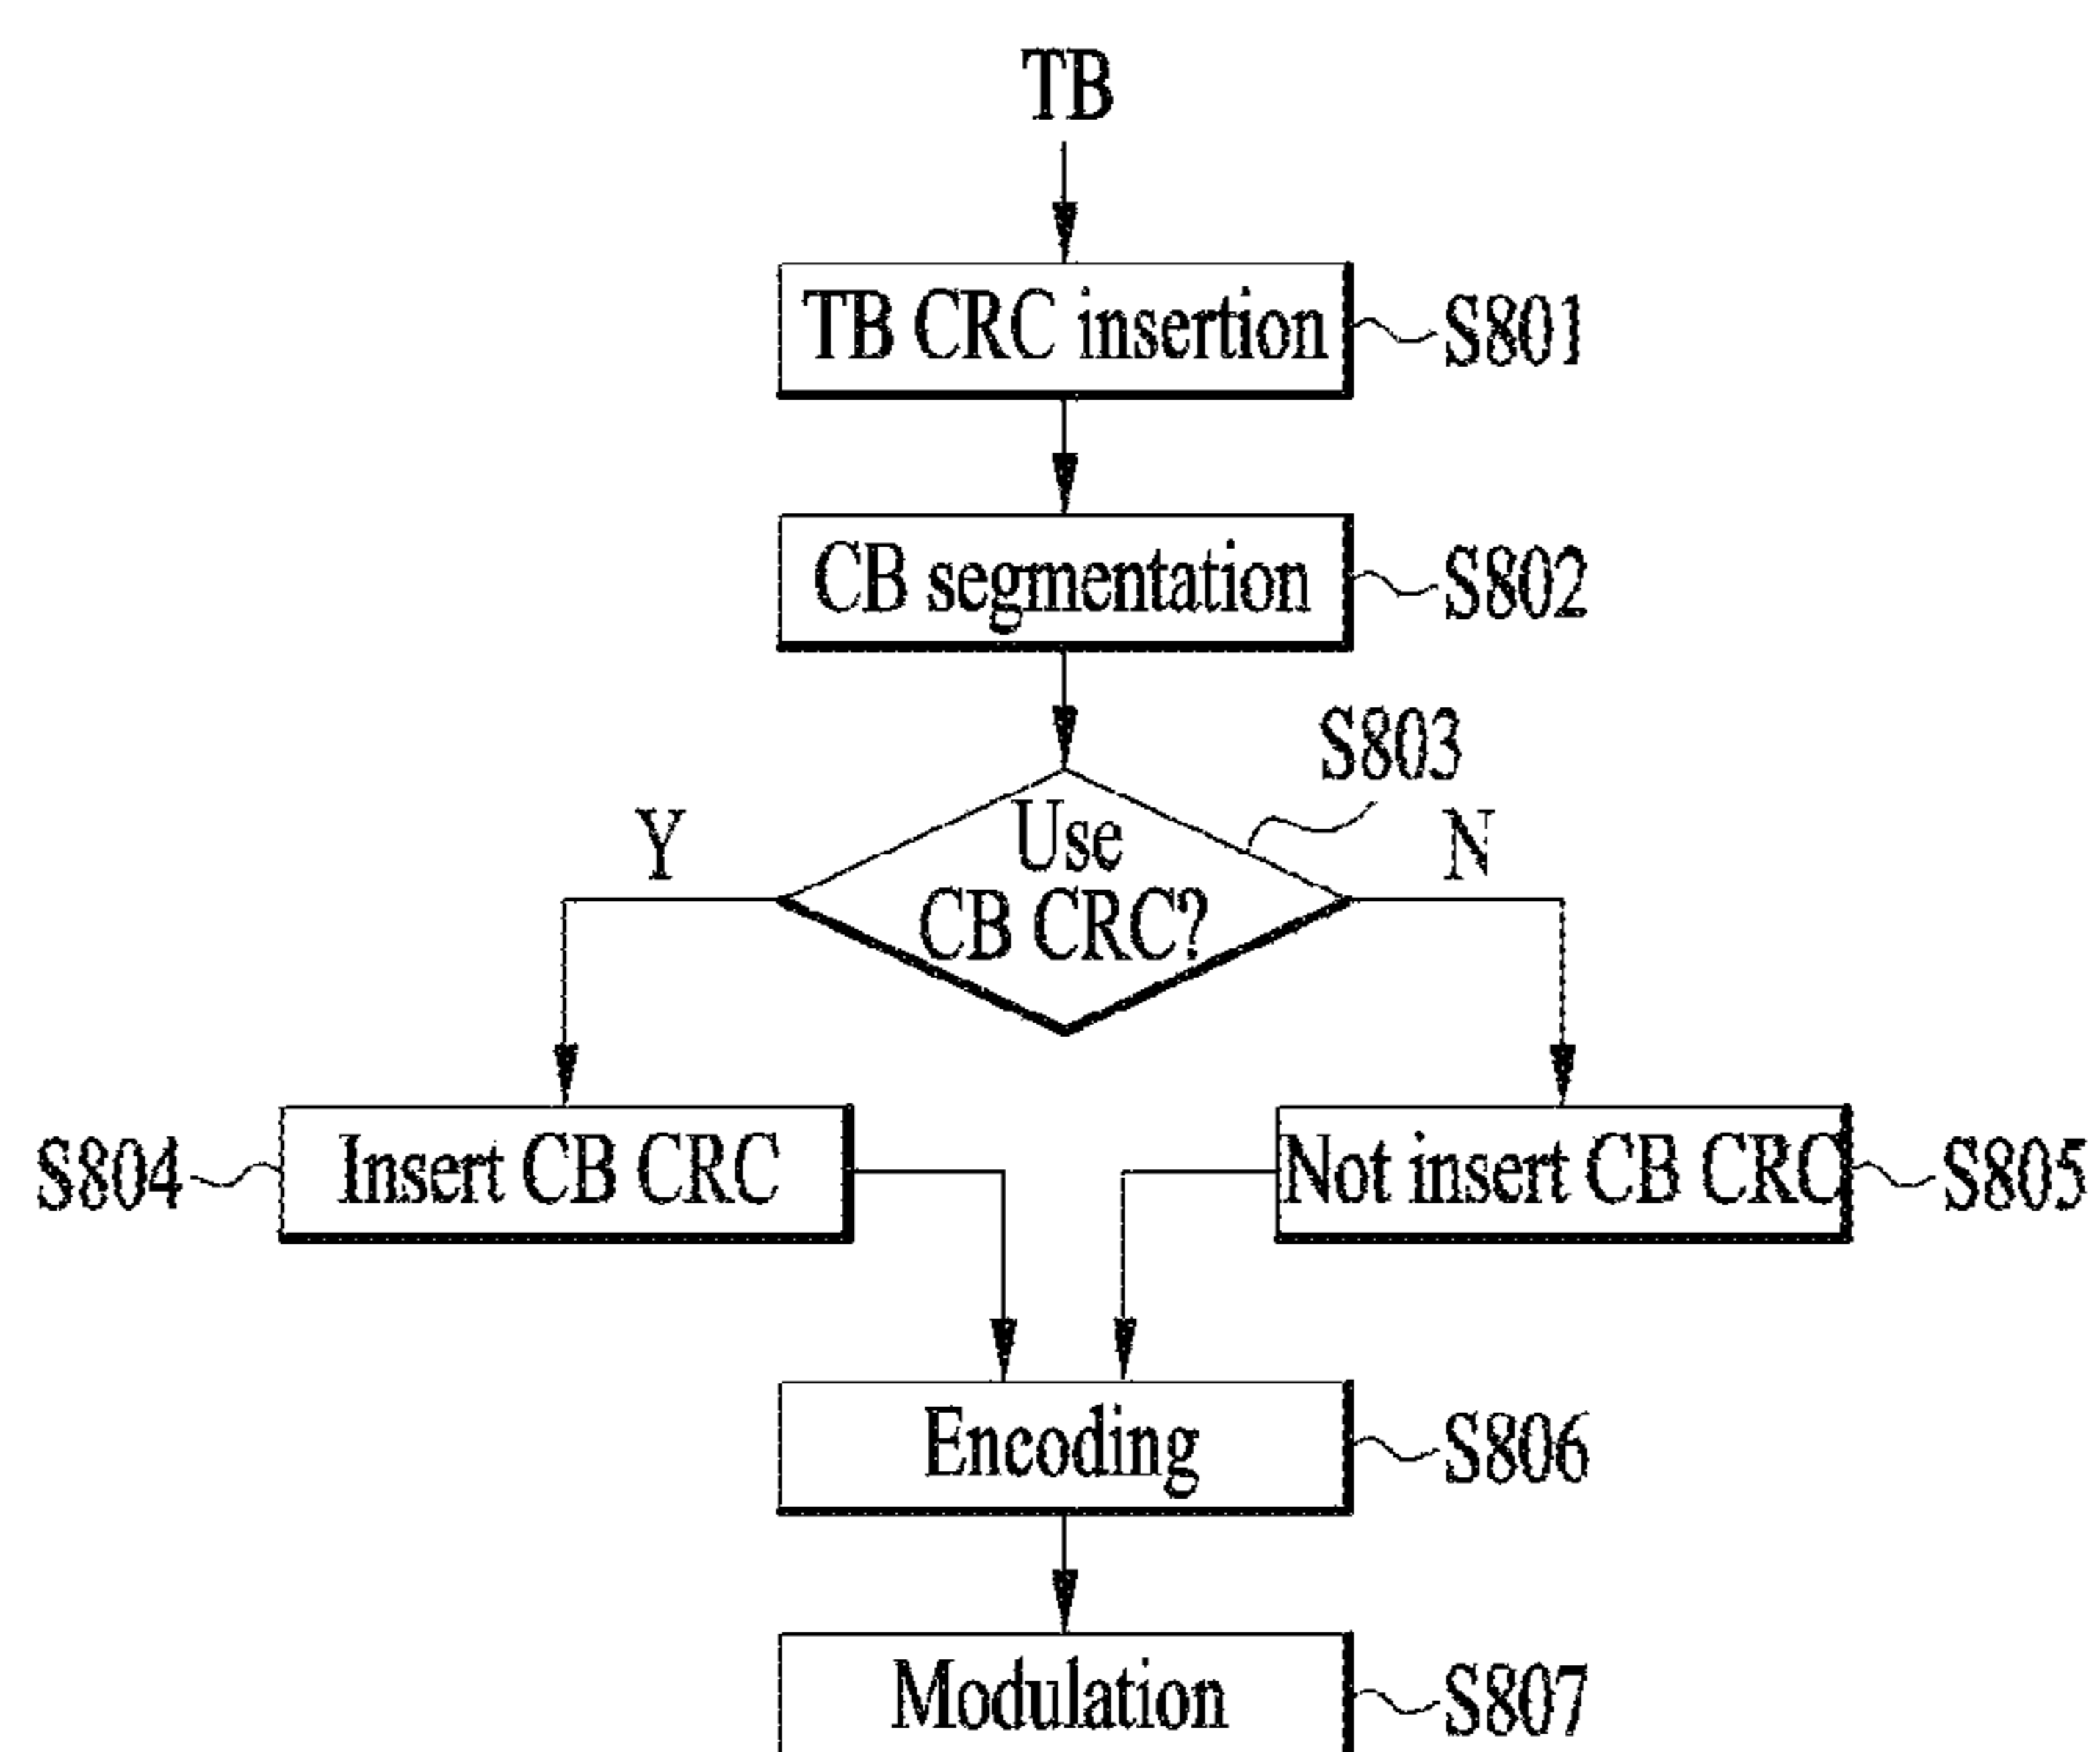 TB
TB CRC insertion
S801
CB segmentation
S802
S803
Y
Use
CB CRC?
N
S804
Insert CB CRC
Not insert CB CRC
S805
Encoding
S806
Modulation
S807